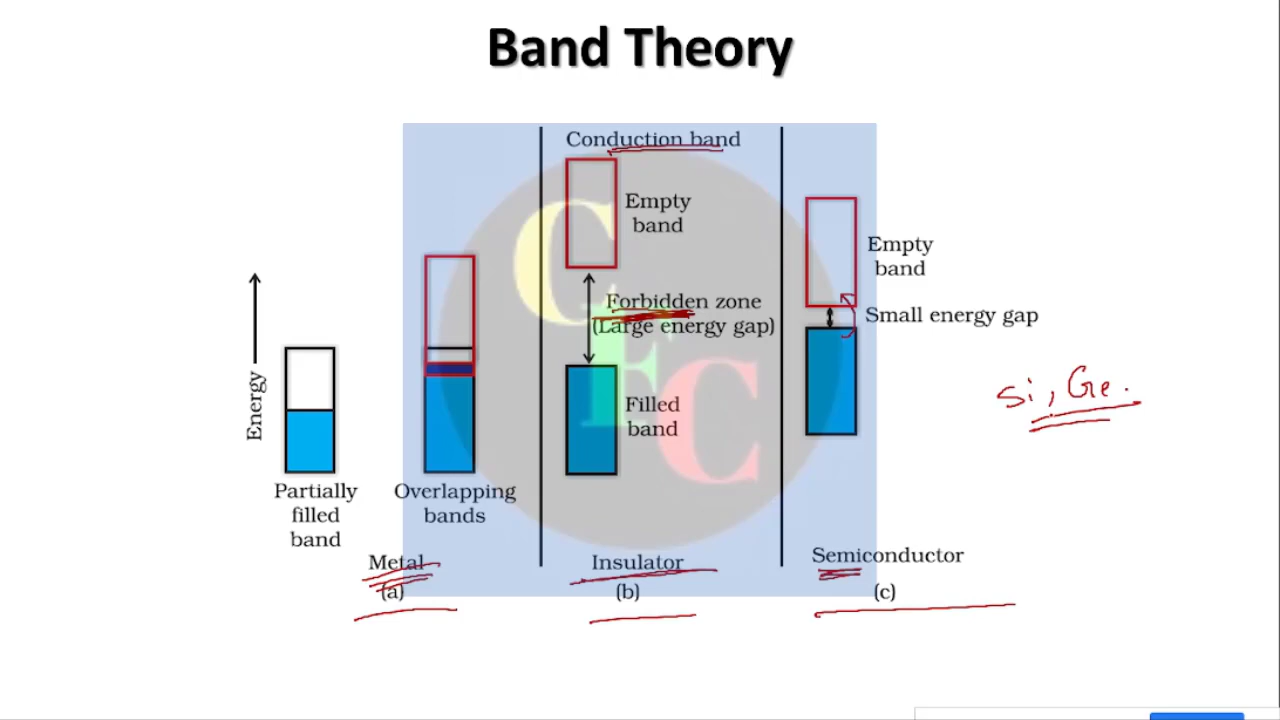 Band Theory
Conduction band
Empty
band
Forbidden zone
(Large energy gap)
Filled
band
Empty
band
Small energy gap
Si, Ge.
Energy
Partially
filled
band
Overlapping
bands
Metal
(a)
Insulator
(b)
Semiconductor
(c)
C
F
C